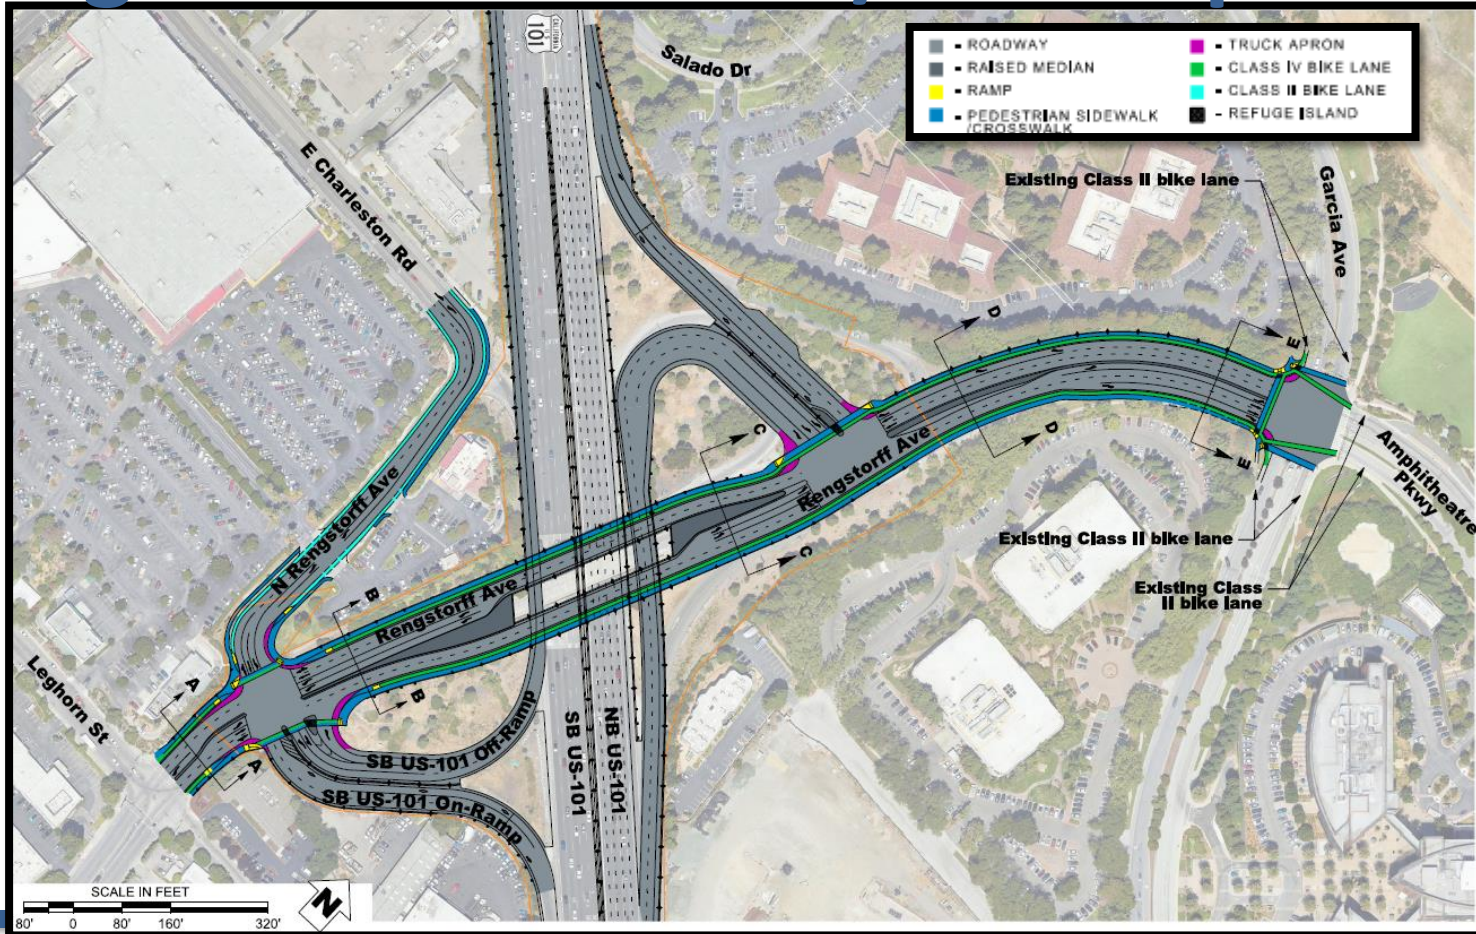 CALIFORNIA
U S
101
- ROADWAY
- RAISED MEDIAN
- RAMP
- PEDESTRIAN SIDEWALK
/CROSSWALK
- TRUCK APRON
- CLASS IV BIKE LANE
- CLASS II BIKE LANE
- REFUGE ISLAND
Salado Dr
E Charleston Rd
Existing Class II bike lane
Garcia Ave
D
E
C
D
E
Rengstorff Ave
Amphitheatre
Pkwy
N Rengstorff Ave
Existing Class II bike lane
C
B
Existing Class
II bike lane
Rengstorff Ave
Leghorn St
A
B
SB US-101 Off-Ramp
SB US-101
NB US-101
A
SB US-101 On-Ramp
SCALE IN FEET
80' 0 80' 160' 320'
N